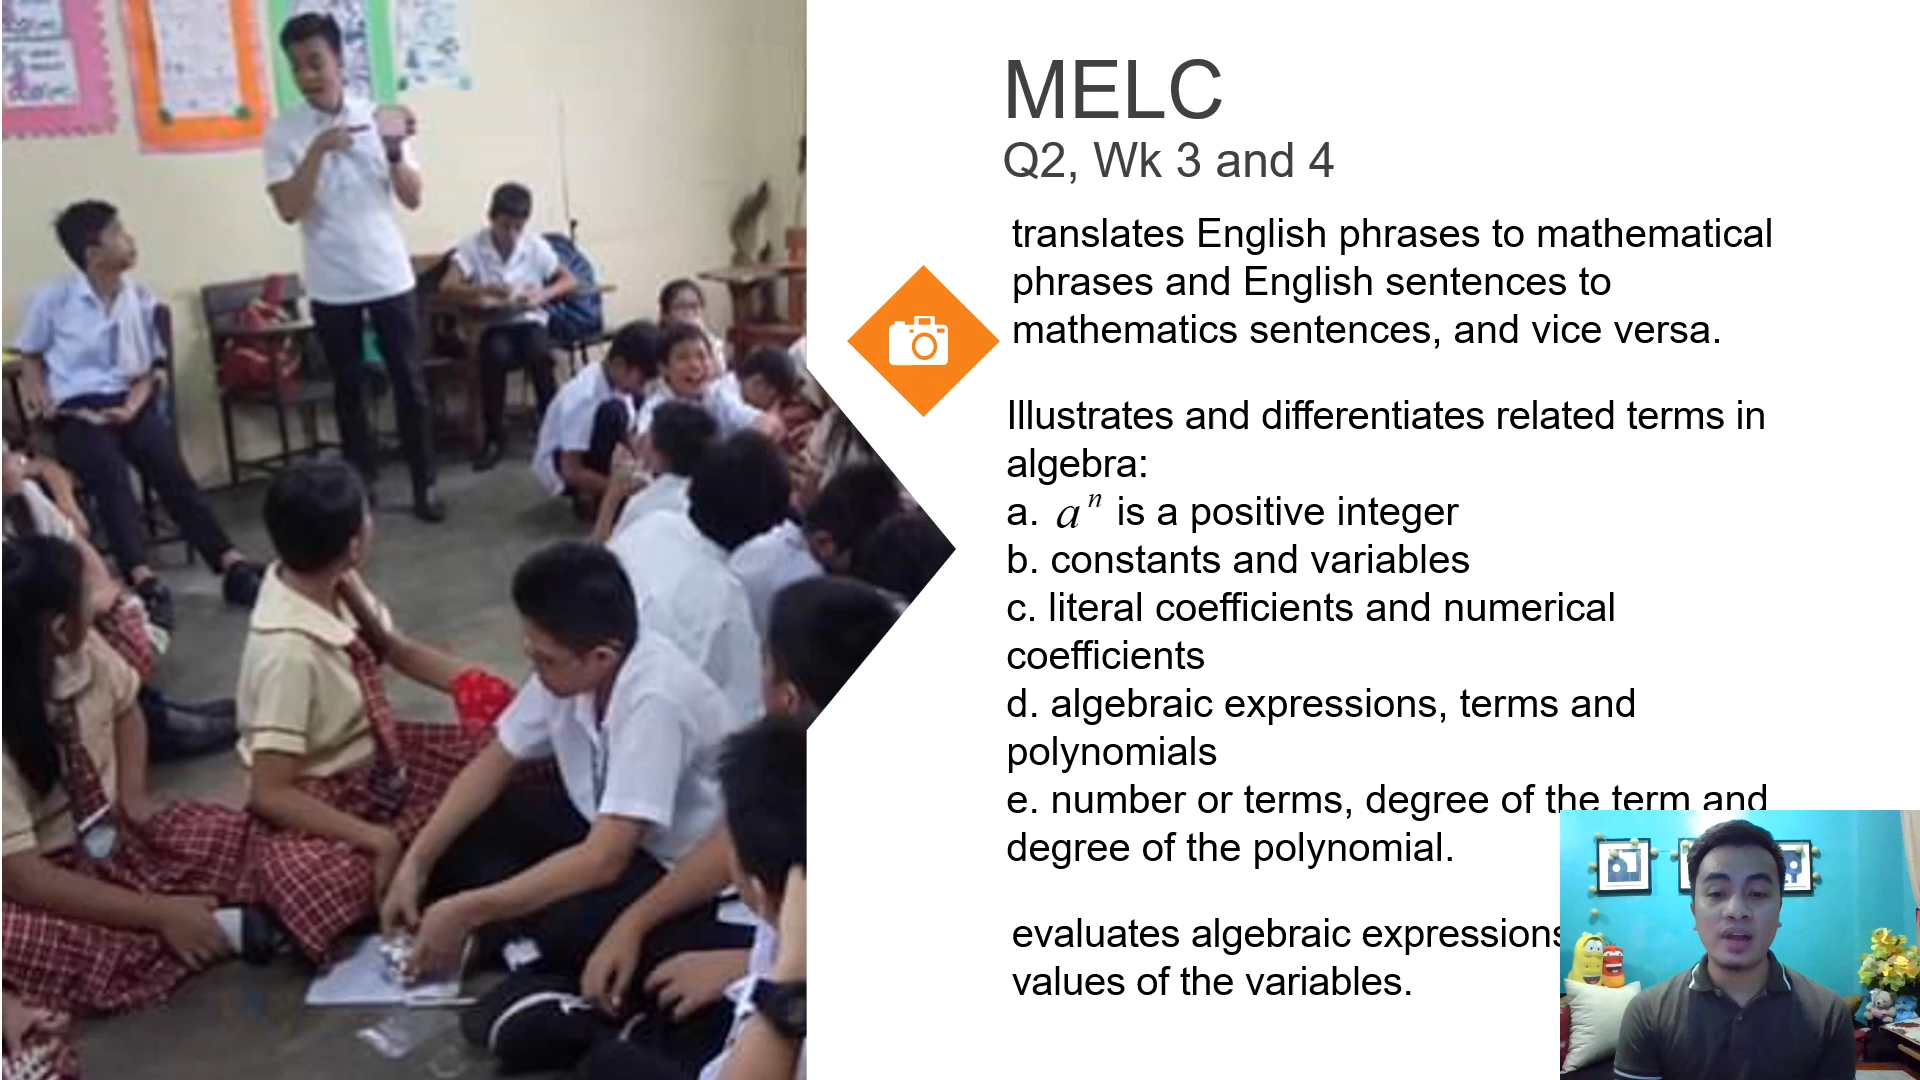 MELC
Q2, Wk 3 and 4
translates English phrases to mathematical
phrases and English sentences to
mathematics sentences, and vice versa.
Illustrates and differentiates related terms in
algebra:
a. aⁿ is a positive integer
b. constants and variables
c. literal coefficients and numerical
coefficients
d. algebraic expressions, terms and
polynomials
e. number or terms, degree of the term and
degree of the polynomial.
evaluates algebraic expressions
values of the variables.